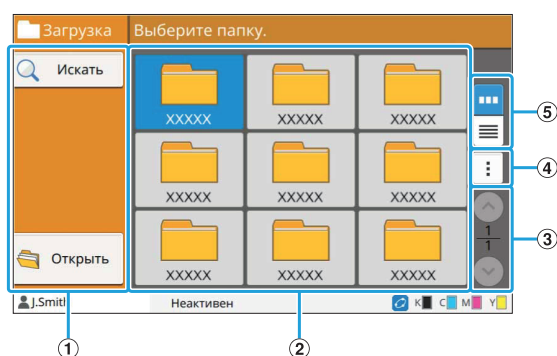 Загрузка Выберите папку.
Искать
XXXXX XXXXX XXXXX
XXXXX XXXXX XXXXX
XXXXX XXXXX XXXXX
Открыть
1
1
J.Smith Неактивен K C M Y
5
4
3
1 2